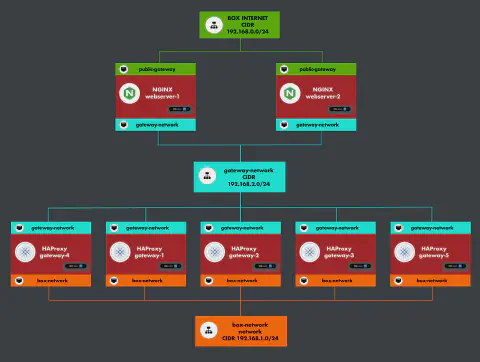 BOX INTERNET
CIDR
192.168.0.0/24
public-gateway
public-gateway
NGINX
webserver-1
NGINX
webserver-2
gateway-network
gateway-network
gateway-network
CIDR
192.168.2.0/24
gateway-network
gateway-network
gateway-network
gateway-network
gateway-network
HAProxy
gateway-4
HAProxy
gateway-1
HAProxy
gateway-2
HAProxy
gateway-3
HAProxy
gateway-5
box-network
box-network
box-network
box-network
box-network
box-network
network
CIDR 192.168.1.0/24